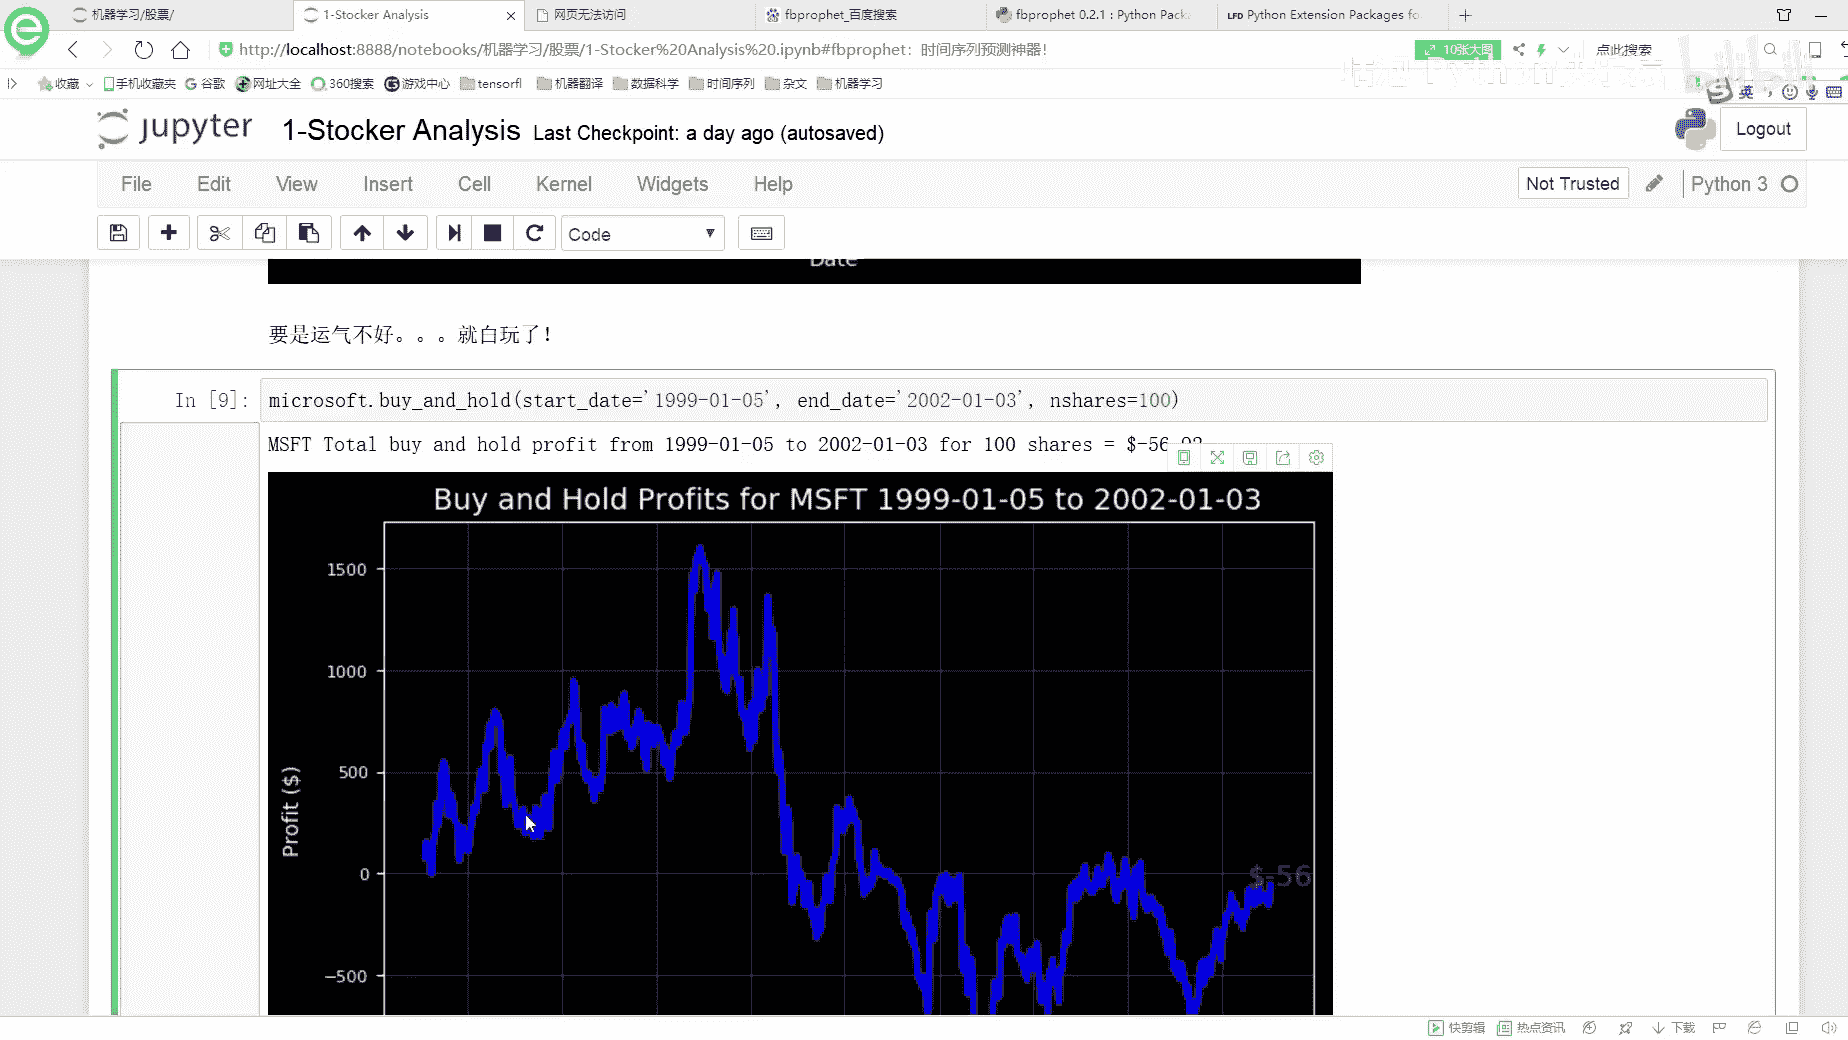 机器学习/股票/
1-Stocker Analysis
网页无法访问
fbprophet_百度搜索
fbprophet 0.2.1 : Python Pack
LFD Python Extension Packages fo
http://localhost:8888/notebooks/机器学习/股票/1-Stocker%20Analysis%20.ipynb#fbprophet: 时间序列预测神器!
10张大图
点此搜索
收藏
手机收藏夹
谷歌
网址大全
360搜索
游戏中心
tensorfl
机器翻译
数据科学
时间序列
杂文
机器学习
英
jupyter
1-Stocker Analysis
Last Checkpoint: a day ago (autosaved)
Logout
File
Edit
View
Insert
Cell
Kernel
Widgets
Help
Not Trusted
Python 3
Code
Date
要是运气不好。。。就白玩了!
In [9]:
microsoft.buy_and_hold(start_date='1999-01-05', end_date='2002-01-03', nshares=100)
MSFT Total buy and hold profit from 1999-01-05 to 2002-01-03 for 100 shares = $-56.92
Buy and Hold Profits for MSFT 1999-01-05 to 2002-01-03
1500
1000
500
0
−500
Profit ($)
$-56
快剪辑
热点资讯
下载